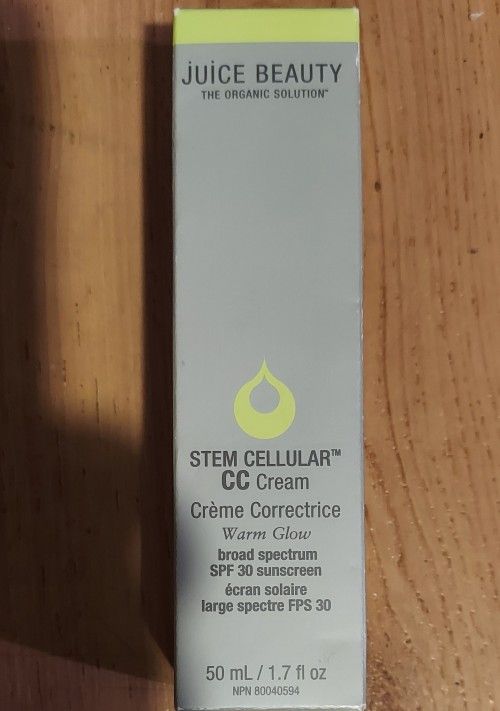 juice BEAUTY
THE ORGANIC SOLUTION™
STEM CELLULAR™
CC Cream
Crème Correctrice
Warm Glow
broad spectrum
SPF 30 sunscreen
écran solaire
large spectre FPS 30
50 mL / 1.7 fl oz
NPN 80040594